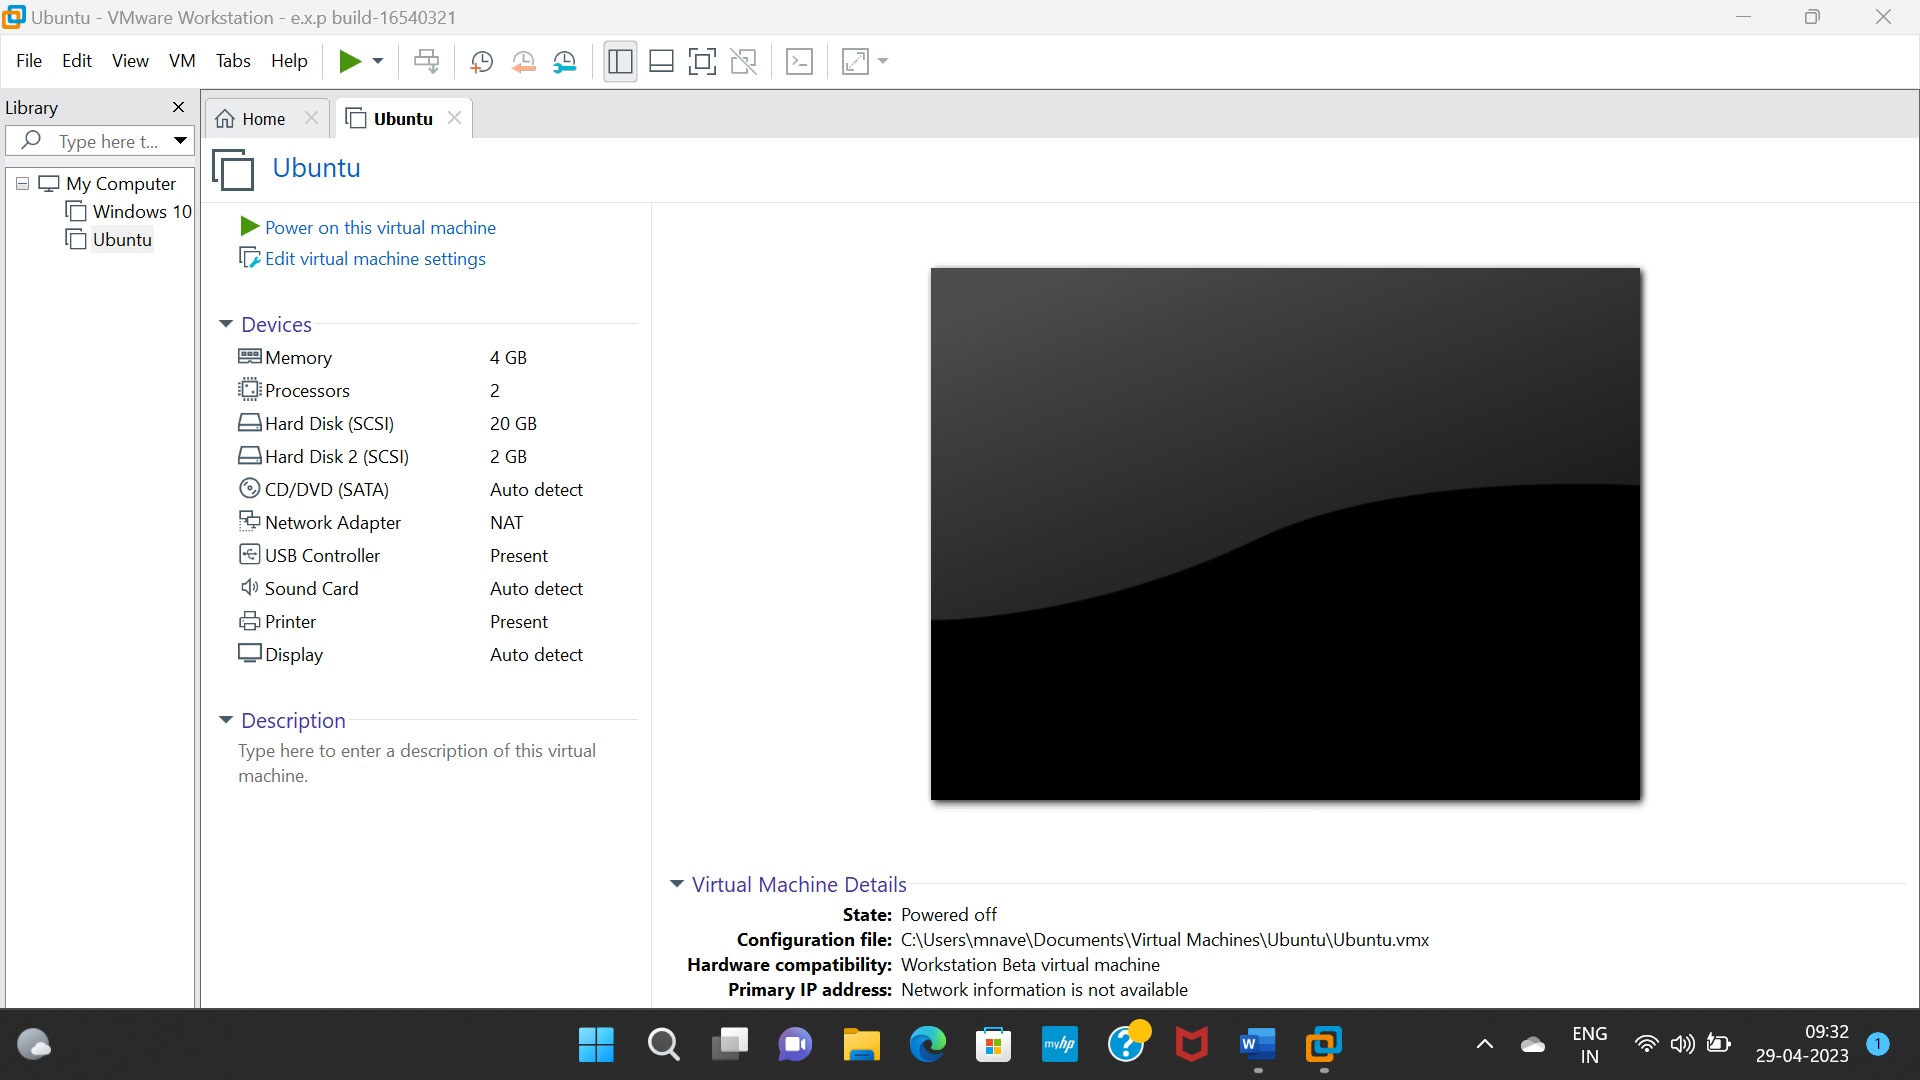 Ubuntu - VMware Workstation - e.x.p build-16540321
File Edit View VM Tabs Help
Library
Type here t...
My Computer
Windows 10
Ubuntu
Home
Ubuntu
Ubuntu
Power on this virtual machine
Edit virtual machine settings
Devices
Memory 4 GB
Processors 2
Hard Disk (SCSI) 20 GB
Hard Disk 2 (SCSI) 2 GB
CD/DVD (SATA) Auto detect
Network Adapter NAT
USB Controller Present
Sound Card Auto detect
Printer Present
Display Auto detect
Description
Type here to enter a description of this virtual
machine.
Virtual Machine Details
State: Powered off
Configuration file: C:\Users\mnave\Documents\Virtual Machines\Ubuntu\Ubuntu.vmx
Hardware compatibility: Workstation Beta virtual machine
Primary IP address: Network information is not available
myhp
W
ENG
IN
09:32
29-04-2023
1